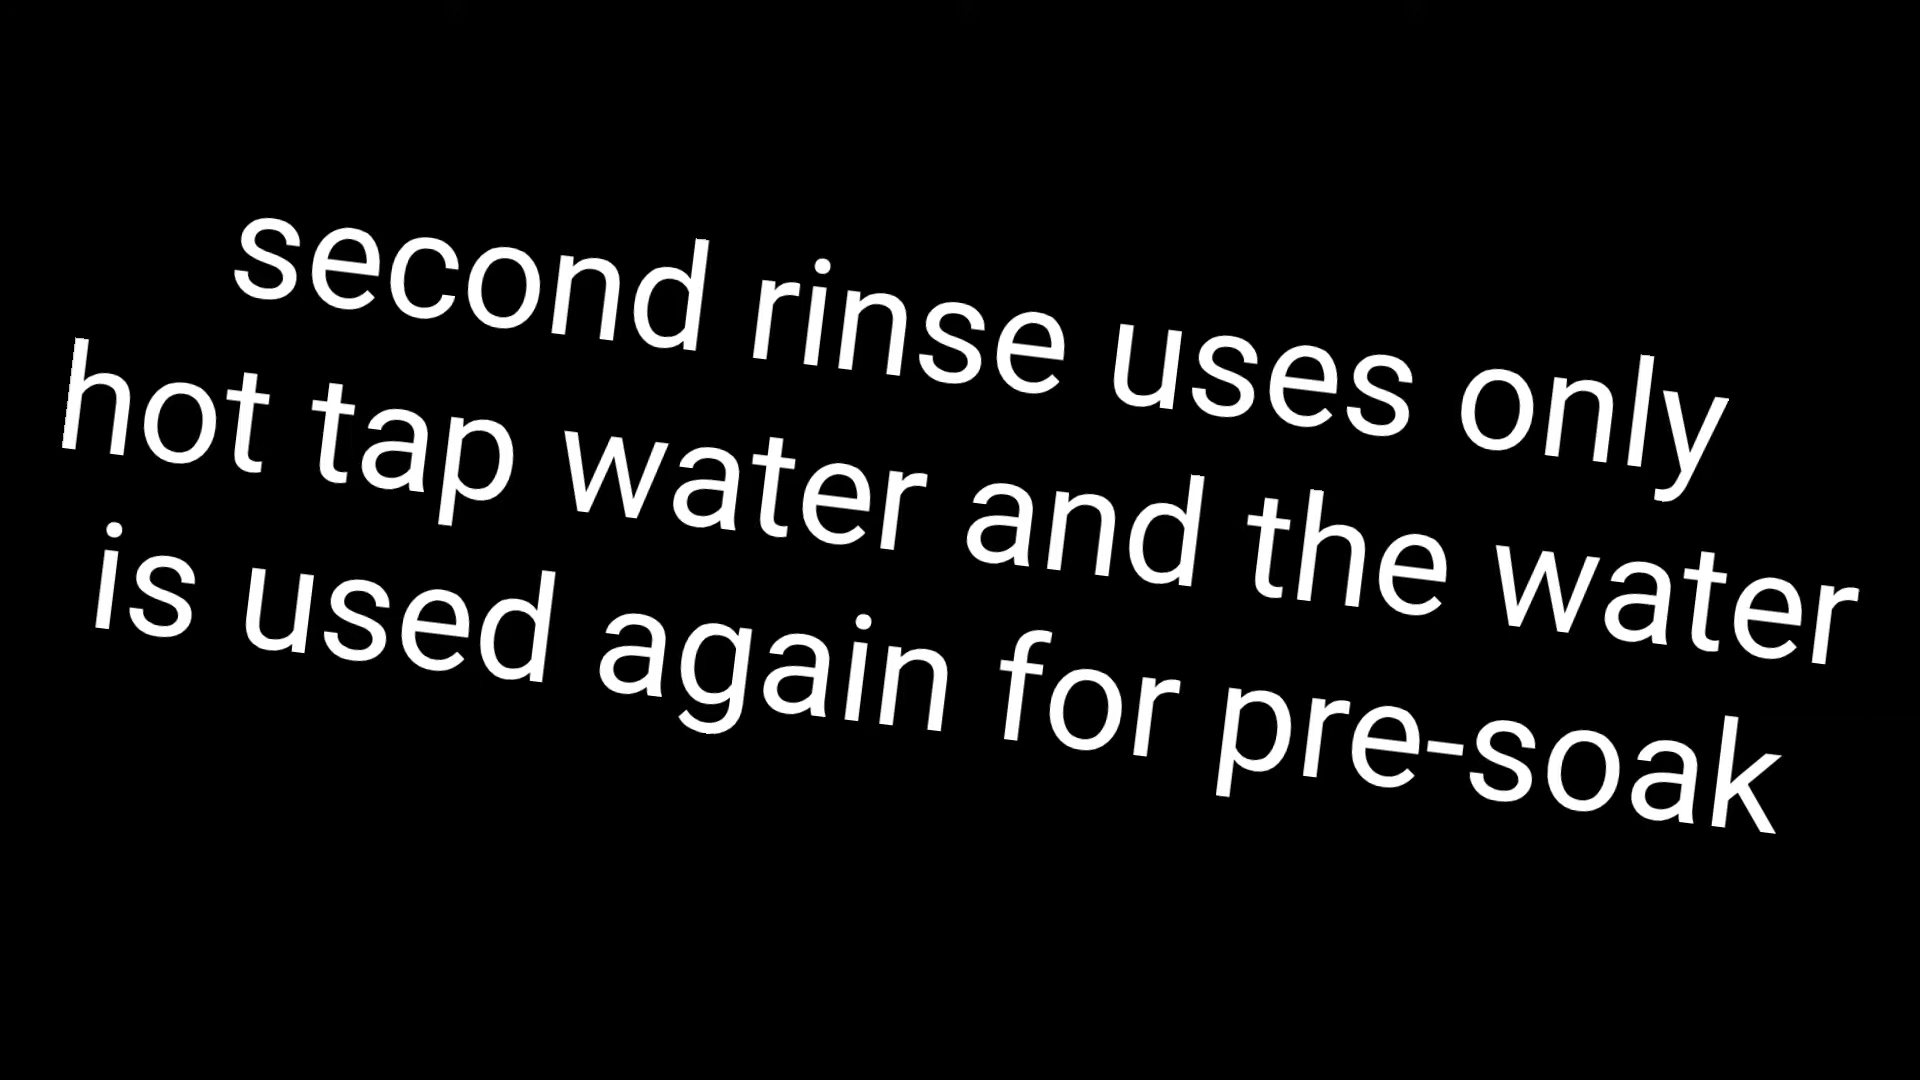 second rinse uses only
hot tap water and the water
is used again for pre-soak